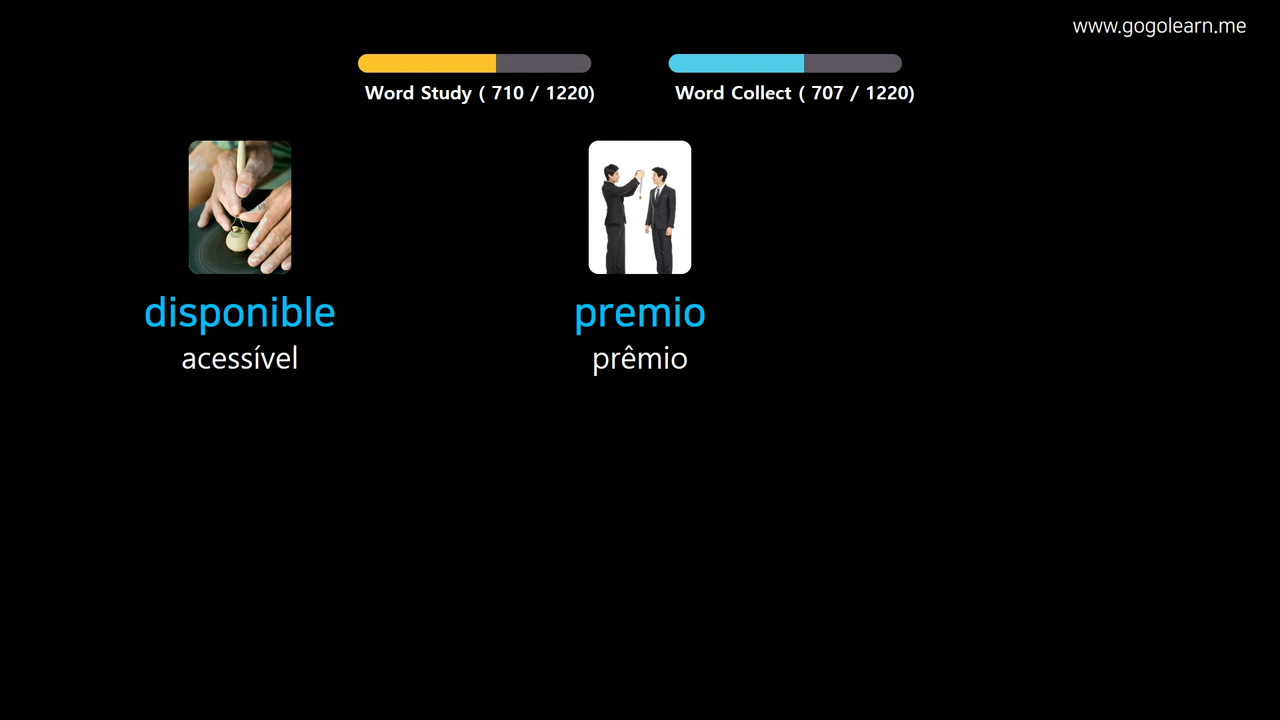 www.gogolearn.me
Word Study ( 710 / 1220)
Word Collect ( 707 / 1220)
disponible
acessível
premio
prêmio